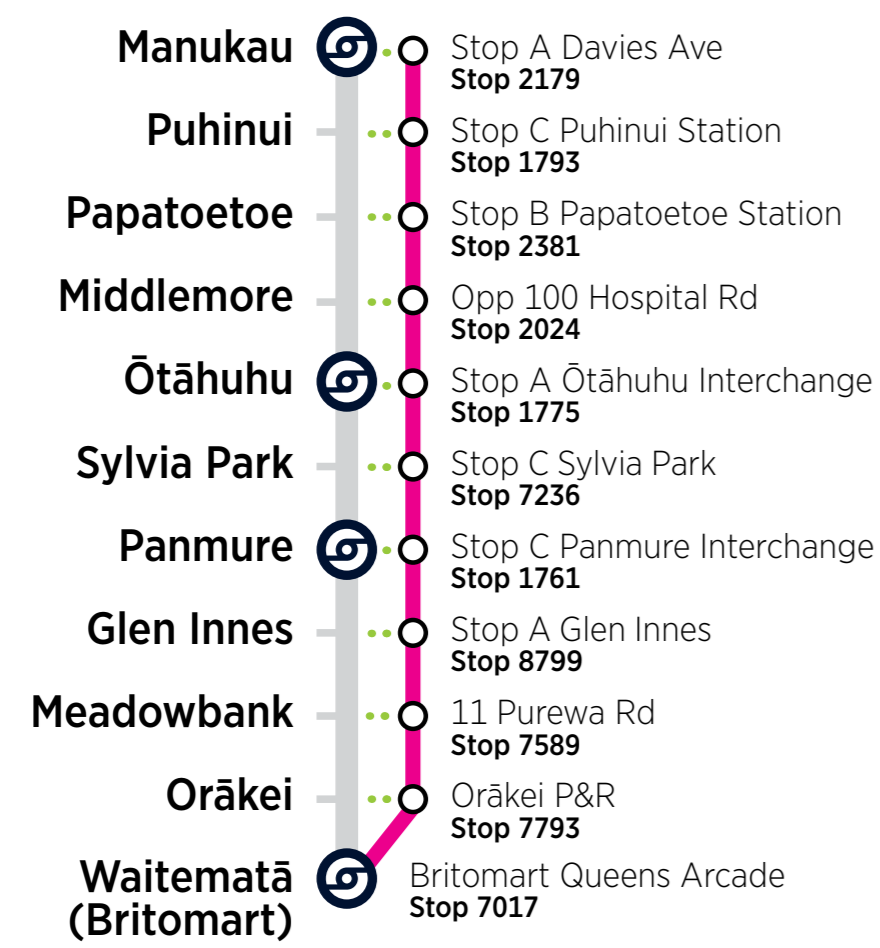 Manukau
Stop A Davies Ave
Stop 2179
Puhinui
Stop C Puhinui Station
Stop 1793
Papatoetoe
Stop B Papatoetoe Station
Stop 2381
Middlemore
Opp 100 Hospital Rd
Stop 2024
Ōtāhuhu
Stop A Ōtāhuhu Interchange
Stop 1775
Sylvia Park
Stop C Sylvia Park
Stop 7236
Panmure
Stop C Panmure Interchange
Stop 1761
Glen Innes
Stop A Glen Innes
Stop 8799
Meadowbank
11 Purewa Rd
Stop 7589
Orākei
Orākei P&R
Stop 7793
Waitematā
(Britomart)
Britomart Queens Arcade
Stop 7017